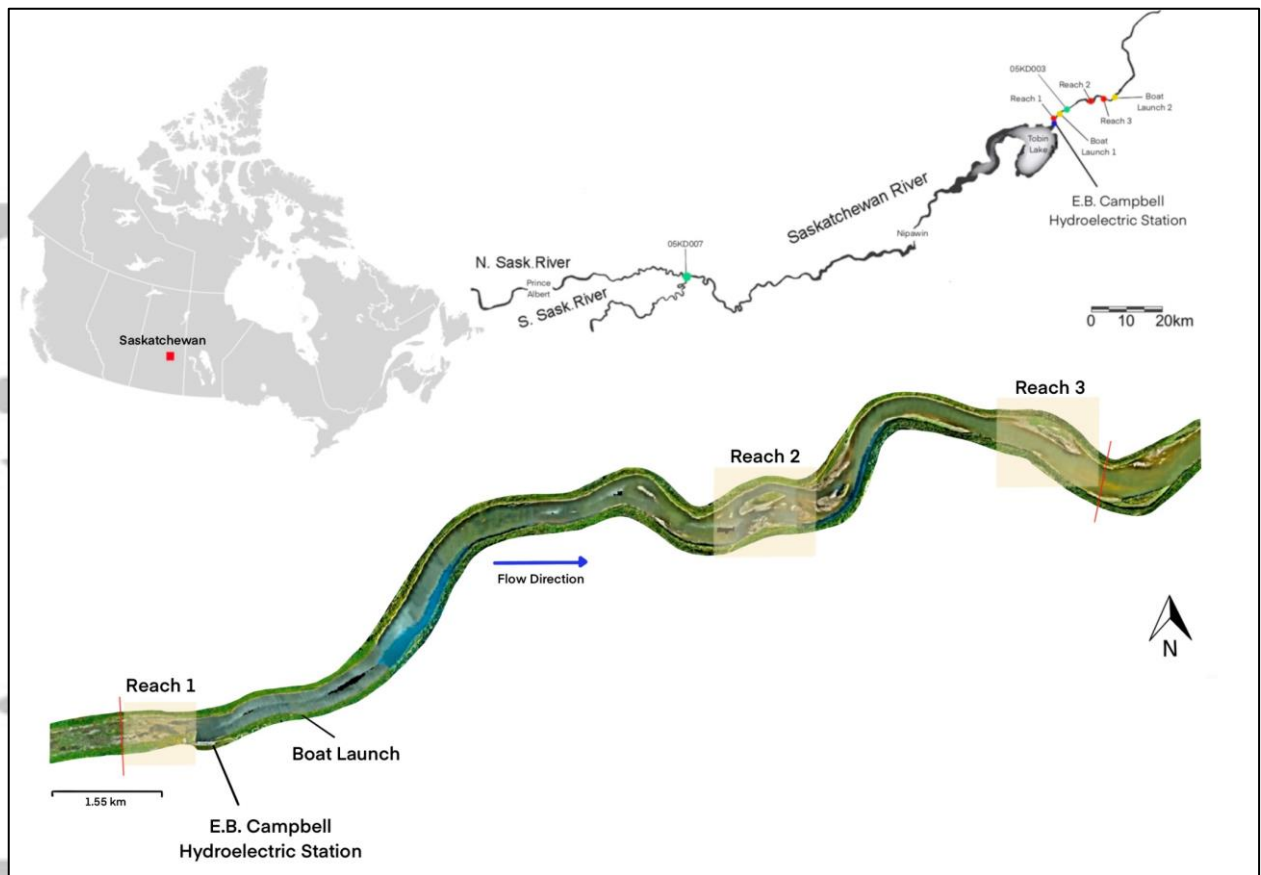 Saskatchewan
N. Sask.River
Prince
Albert
S. Sask.River
05KD007
Saskatchewan River
Nipawin
Tobin
Lake
05KD003
Reach 1
Reach 2
Reach 3
Boat
Launch 2
Boat
Launch 1
E.B. Campbell
Hydroelectric Station
0 10 20km
Reach 3
Reach 2
Flow Direction
N
Reach 1
Boat Launch
1.55 km
E.B. Campbell
Hydroelectric Station